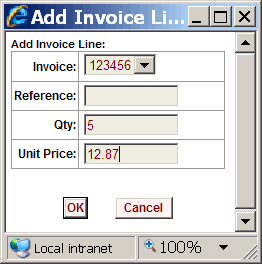 Add Invoice Li...
Add Invoice Line:
Invoice: 123456
Reference:
Qty: 5
Unit Price: 12.87
OK Cancel
Local intranet 100%